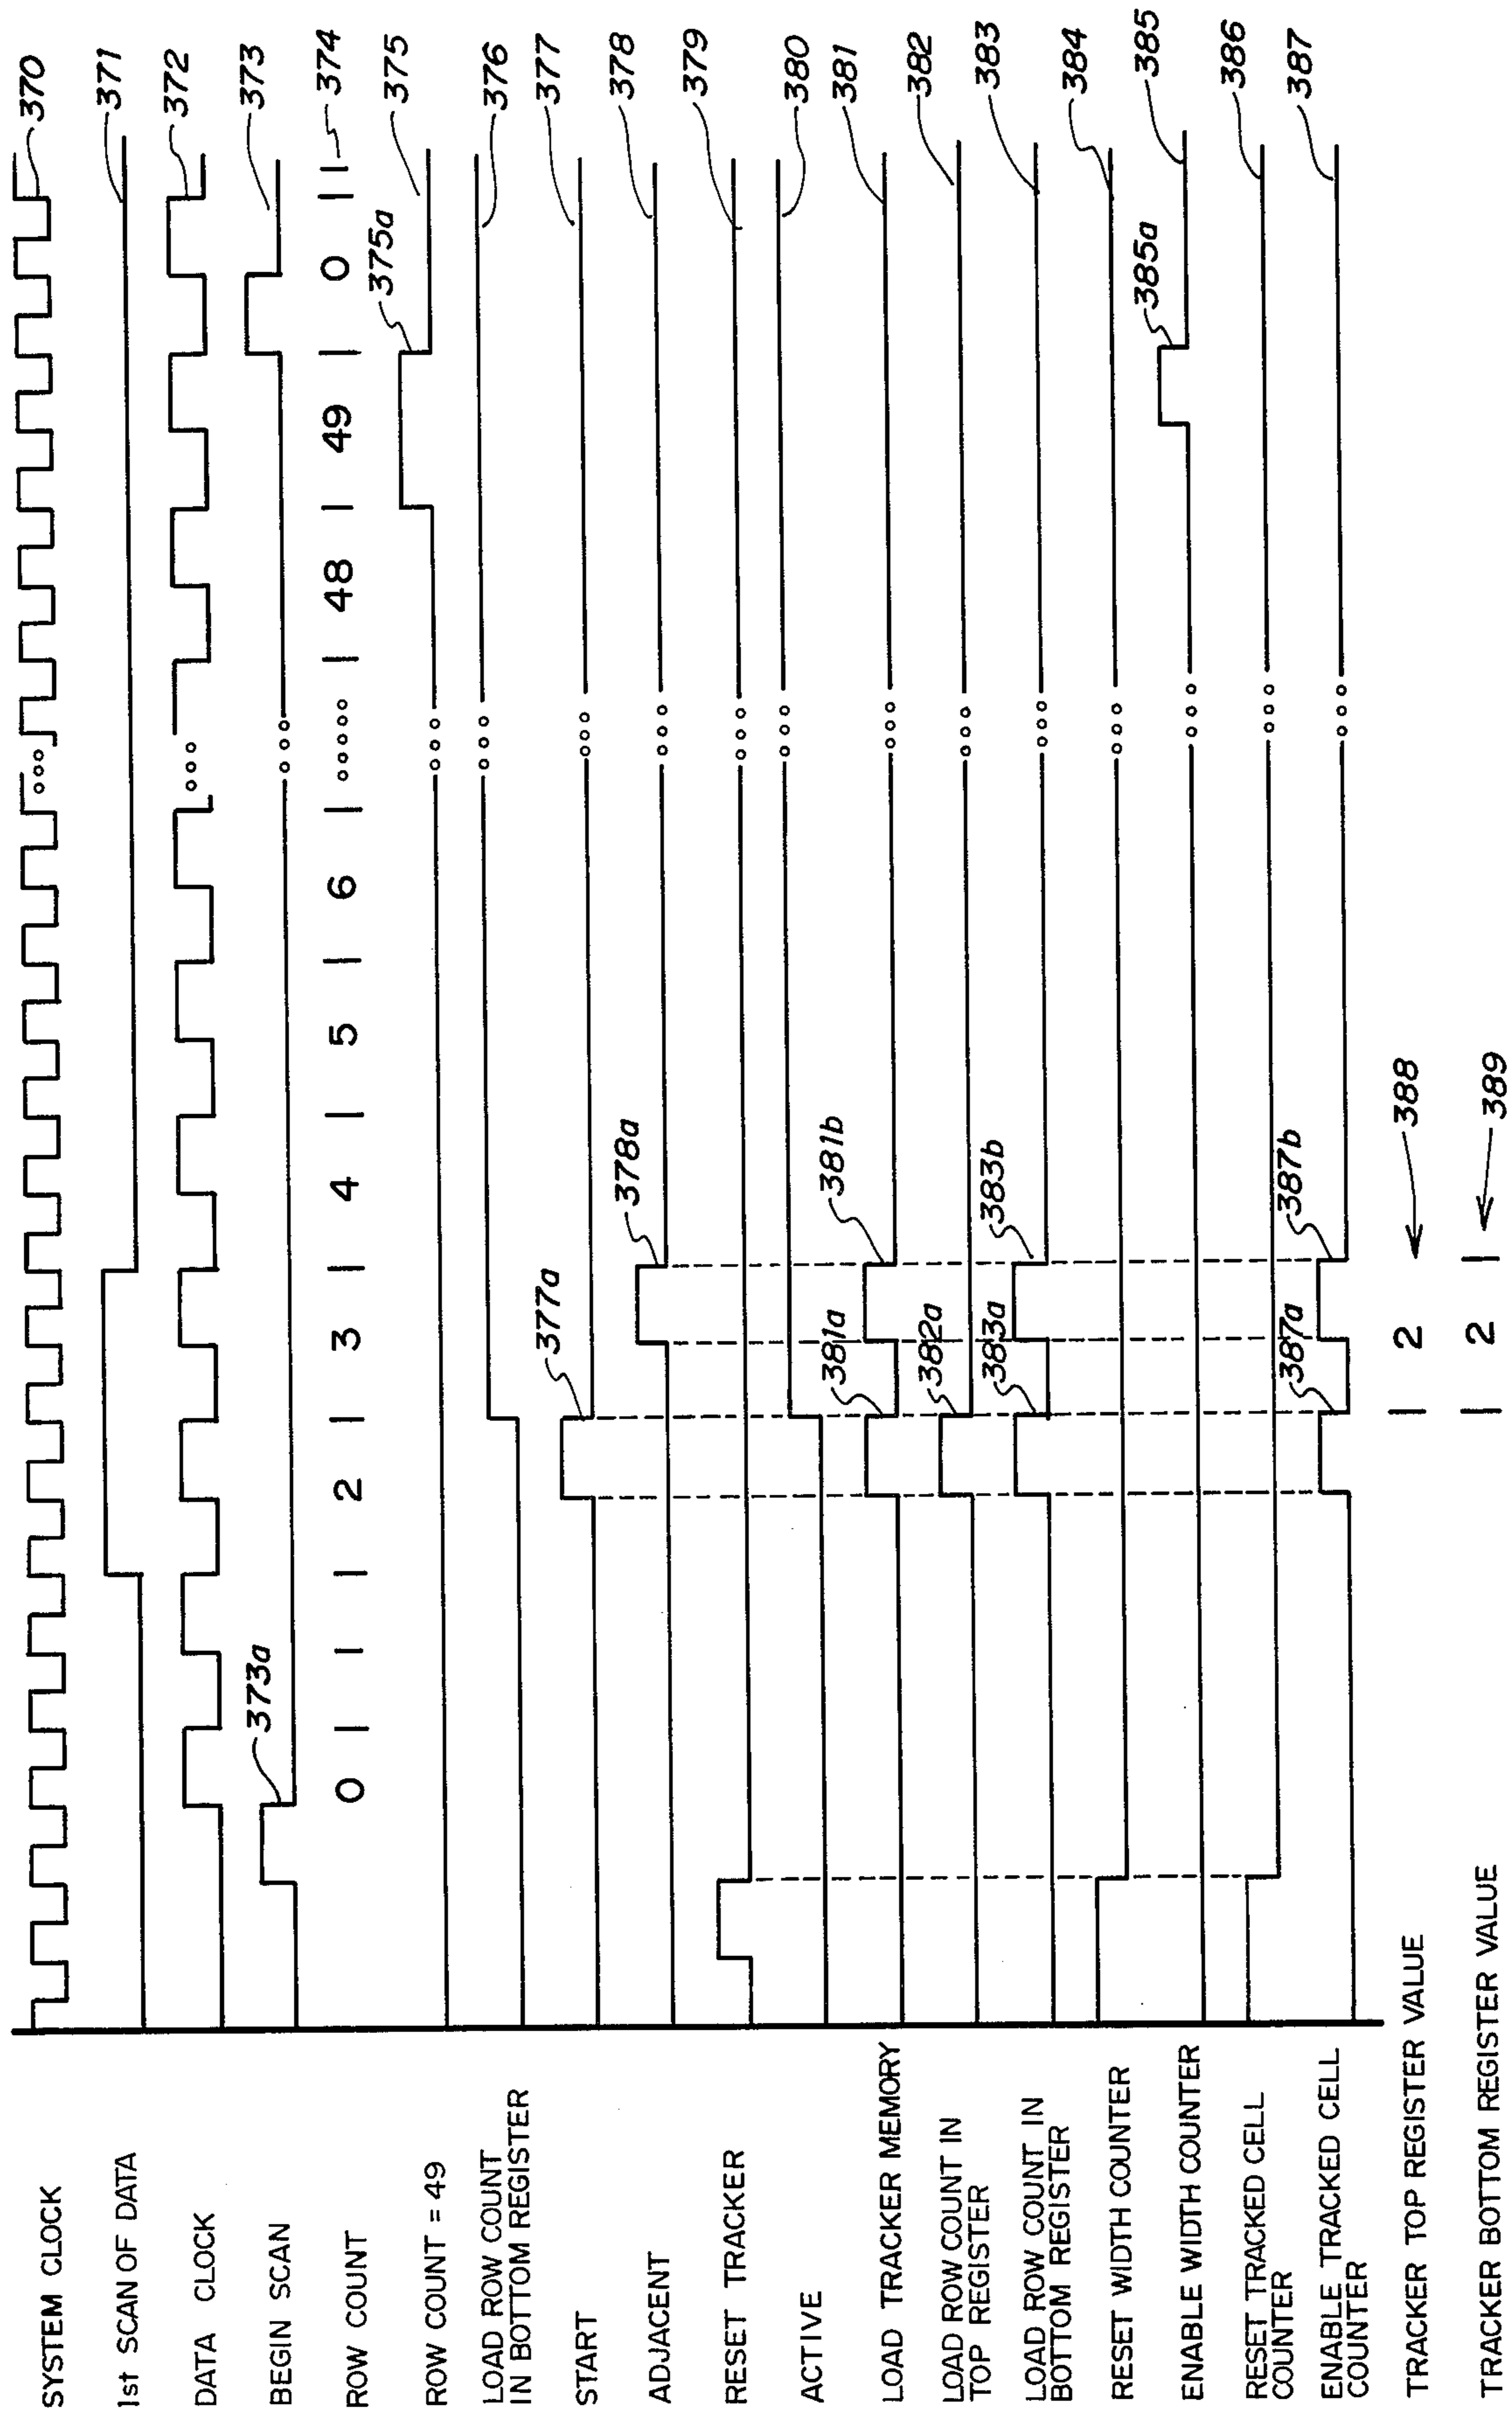 SYSTEM CLOCK
370
1st SCAN OF DATA
371
DATA CLOCK
372
BEGIN SCAN
373a
373
ROW COUNT
0 | | | 2 | 3 | 4 | 5 | 6 | | 48 | 49 | 0 | |
374
ROW COUNT = 49
375a
375
LOAD ROW COUNT
IN BOTTOM REGISTER
376
START
377a
377
ADJACENT
378a
378
RESET TRACKER
379
ACTIVE
380
LOAD TRACKER MEMORY
381a
381b
381
LOAD ROW COUNT IN
TOP REGISTER
382a
382
LOAD ROW COUNT IN
BOTTOM REGISTER
383a
383b
383
RESET WIDTH COUNTER
384
ENABLE WIDTH COUNTER
385a
385
RESET TRACKED CELL
COUNTER
386
ENABLE TRACKED CELL
COUNTER
387a
387b
387
TRACKER TOP REGISTER VALUE
| 2
388
TRACKER BOTTOM REGISTER VALUE
| 2 |
389